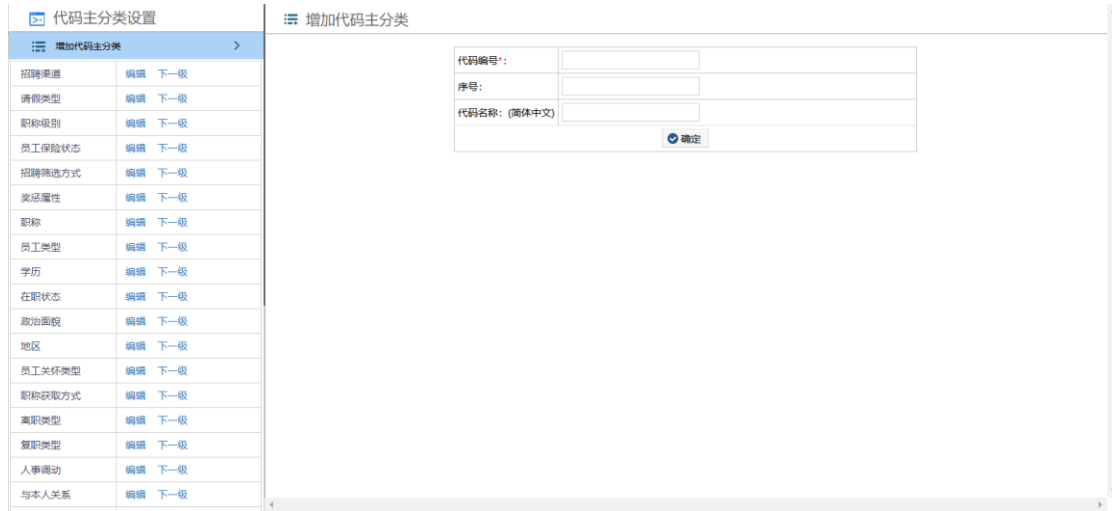 代码主分类设置
增加代码主分类
招聘渠道 编辑 下一级
请假类型 编辑 下一级
职称级别 编辑 下一级
员工保险状态 编辑 下一级
招聘筛选方式 编辑 下一级
奖惩属性 编辑 下一级
职称 编辑 下一级
员工类型 编辑 下一级
学历 编辑 下一级
在职状态 编辑 下一级
政治面貌 编辑 下一级
地区 编辑 下一级
员工关怀类型 编辑 下一级
职称获取方式 编辑 下一级
离职类型 编辑 下一级
复职类型 编辑 下一级
人事调动 编辑 下一级
与本人关系 编辑 下一级
增加代码主分类
代码编号*：
序号：
代码名称：(简体中文)
确定